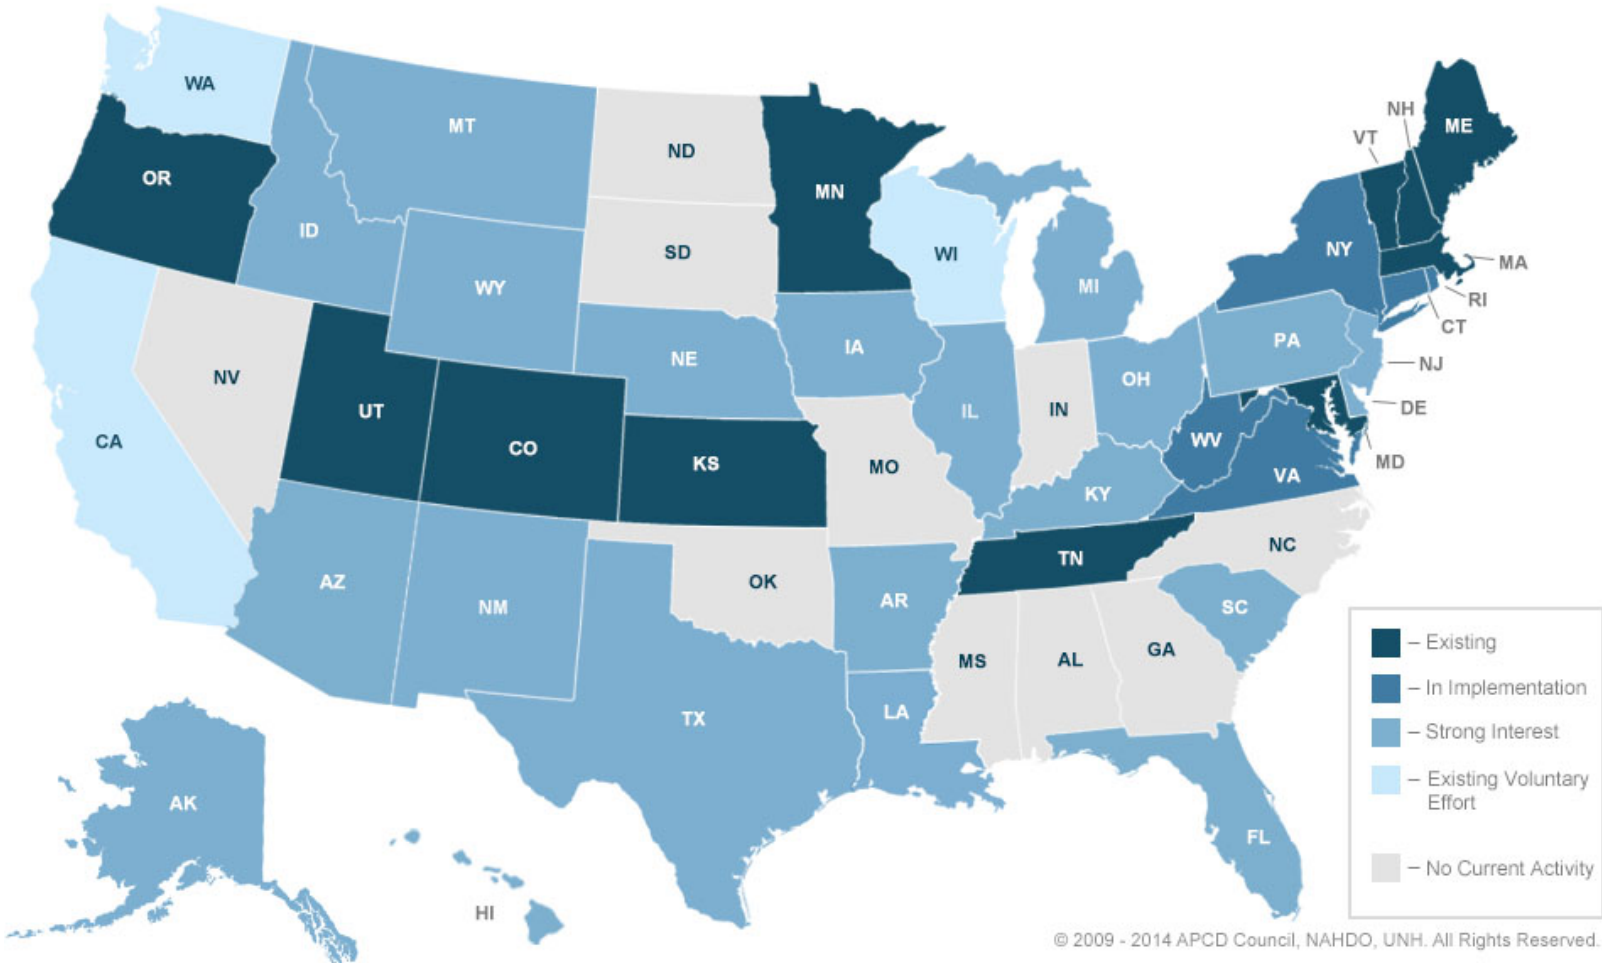 WA
MT
ND
MN
OR
ID
SD
WY
WI
MI
NY
VT
NH
ME
MA
RI
CT
NJ
DE
MD
PA
NE
IA
NV
UT
CO
KS
CA
IL
IN
OH
WV
VA
MO
KY
NC
TN
AZ
NM
OK
AR
SC
MS
AL
GA
TX
LA
FL
AK
HI
– Existing
– In Implementation
– Strong Interest
– Existing Voluntary
Effort
– No Current Activity
© 2009 - 2014 APCD Council, NAHDO, UNH. All Rights Reserved.